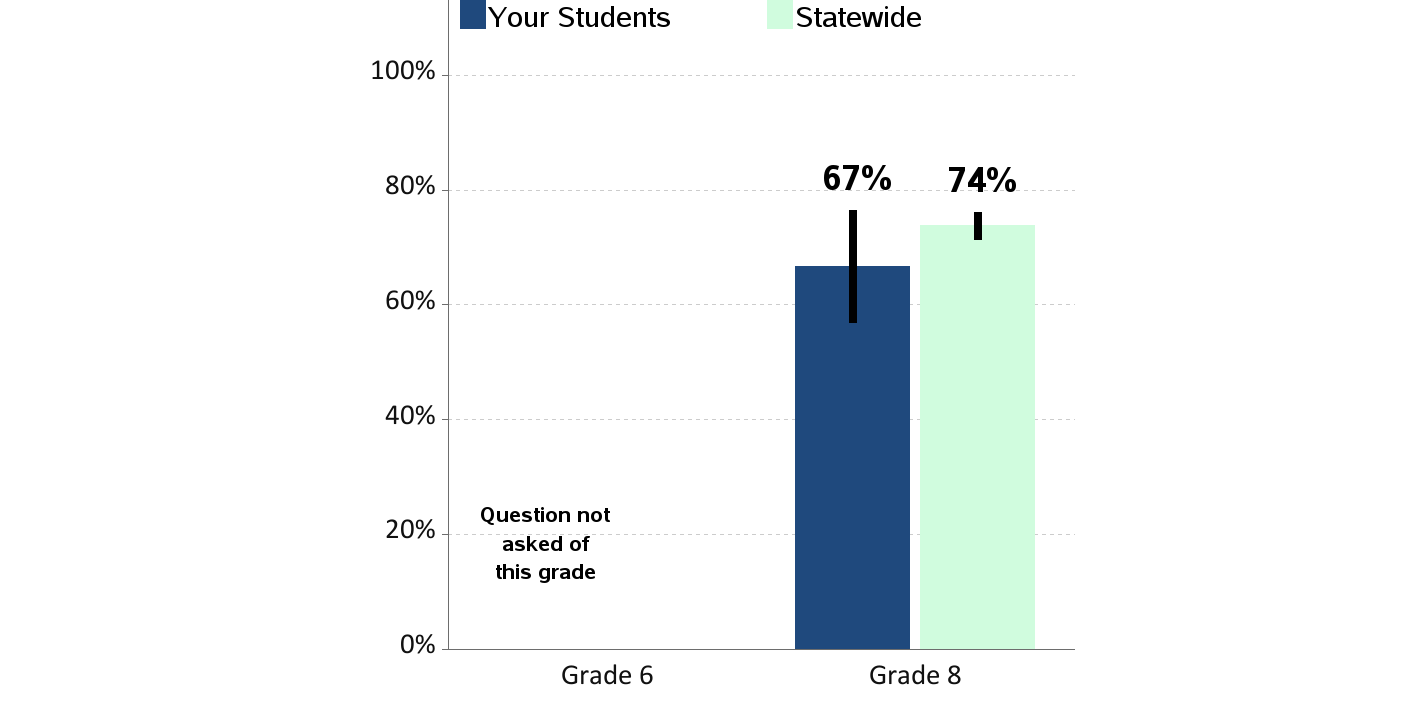 Your Students Statewide
100%
80%
60%
40%
20%
0%
67% 74%
Question not
asked of
this grade
Grade 6 Grade 8